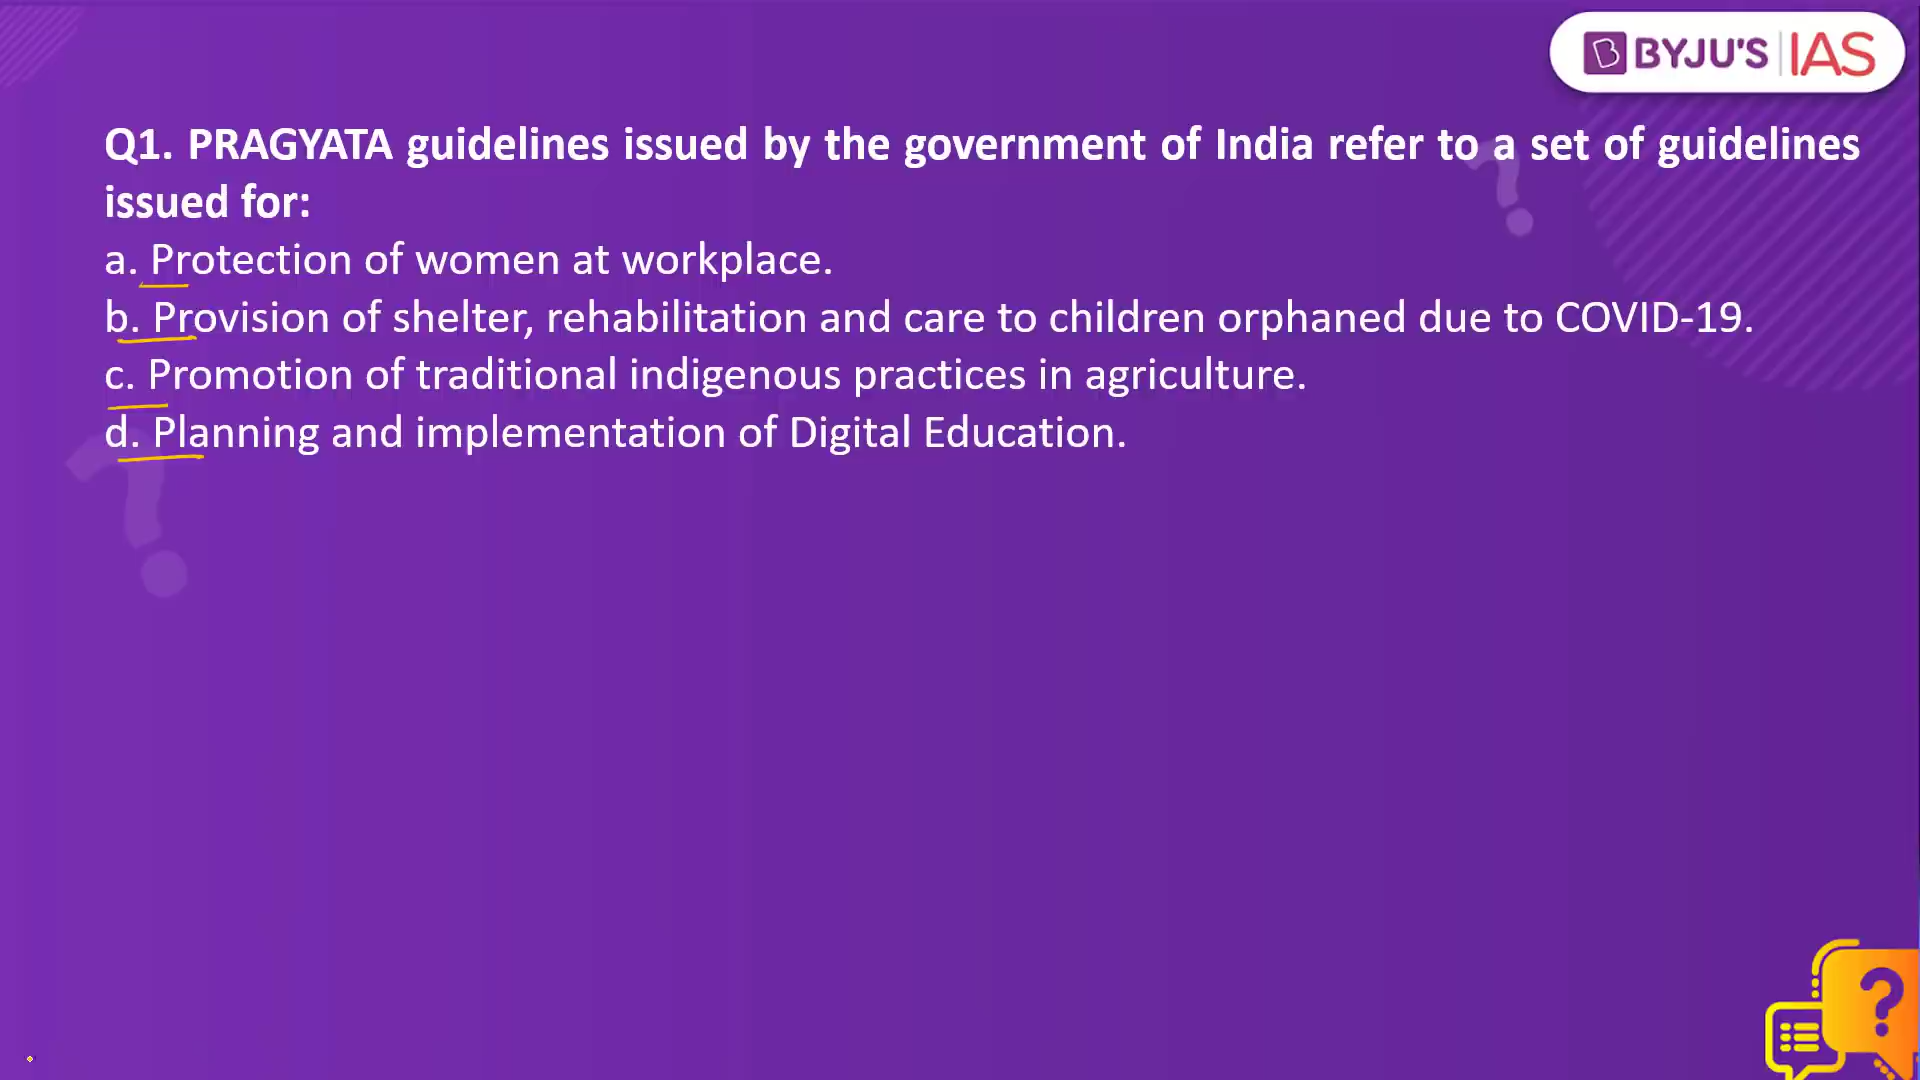 BYJU'S IAS
Q1. PRAGYATA guidelines issued by the government of India refer to a set of guidelines
issued for:
a. Protection of women at workplace.
b. Provision of shelter, rehabilitation and care to children orphaned due to COVID-19.
c. Promotion of traditional indigenous practices in agriculture.
d. Planning and implementation of Digital Education.